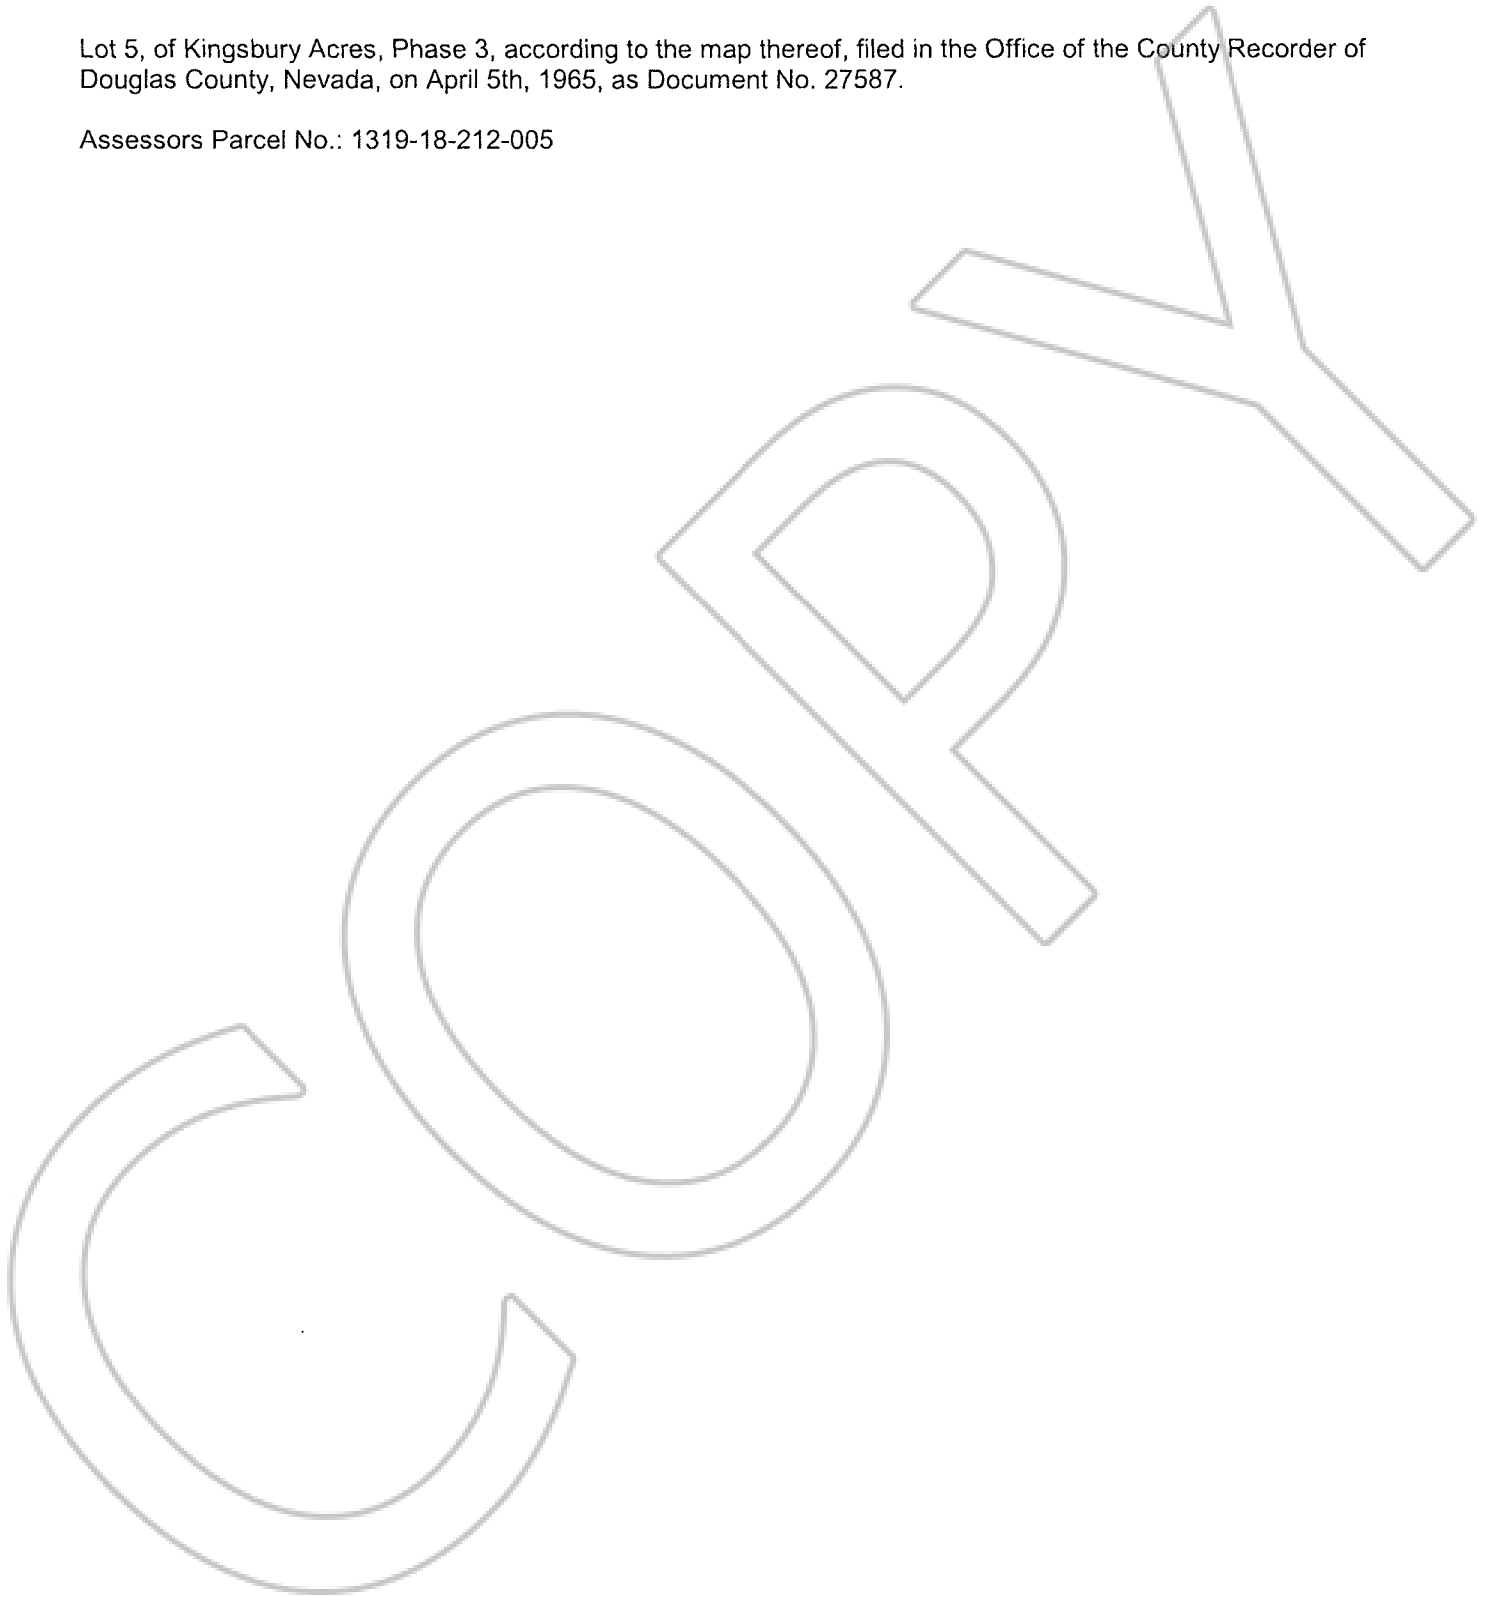 Lot 5, of Kingsbury Acres, Phase 3, according to the map thereof, filed in the Office of the County Recorder of
Douglas County, Nevada, on April 5th, 1965, as Document No. 27587.
Assessors Parcel No.: 1319-18-212-005
COPY